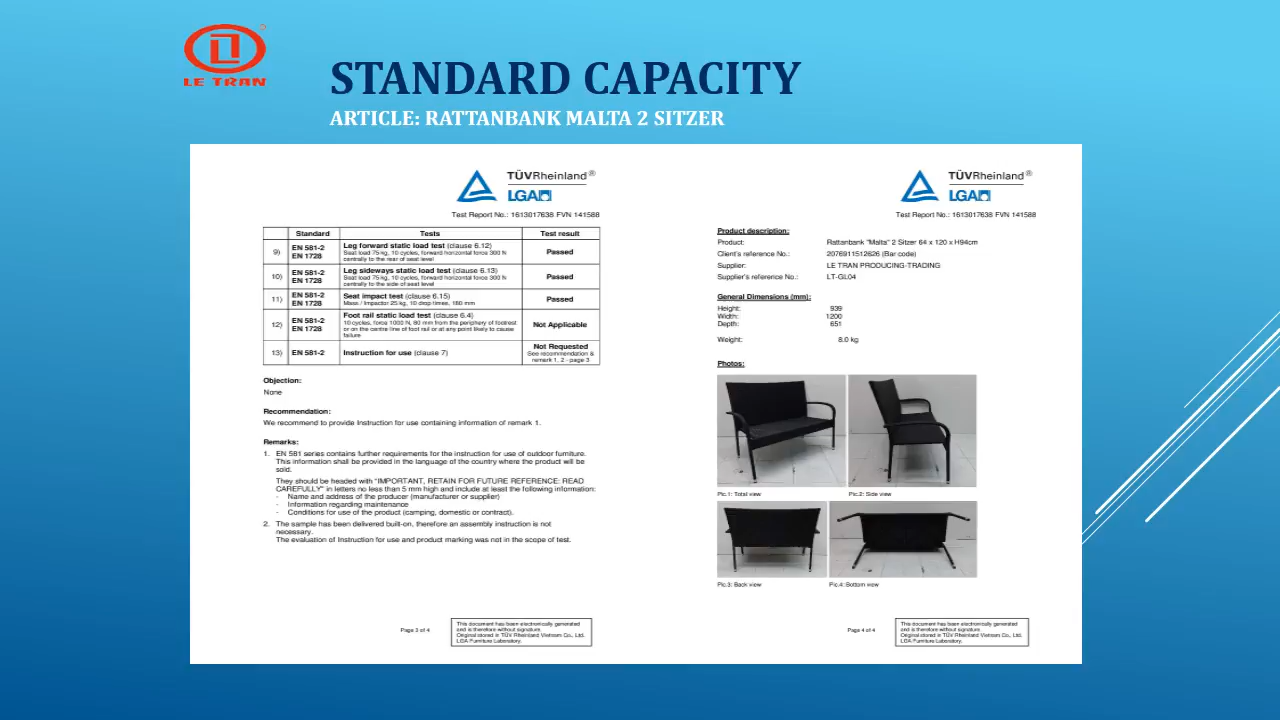 LE TRAN
STANDARD CAPACITY
ARTICLE: RATTANBANK MALTA 2 SITZER
TÜVRheinland®
LGA
Test Report No.: 1613017638 FVN 141588
Standard Tests Test result
9) EN 581-2 EN 1728 Leg forward static load test (clause 6.12) Passed
Seat load 75 kg, 10 cycles, forward horizontal force 300 N
centrally to the rear of seat level
10) EN 581-2 EN 1728 Leg sideways static load test (clause 6.13) Passed
Seat load 75 kg, 10 cycles, forward horizontal force 300 N
centrally to the side of seat level
11) EN 581-2 EN 1728 Seat impact test (clause 6.15) Passed
Mass / Impactor 25 kg, 10 drop times, 180 mm
12) EN 581-2 EN 1728 Foot rail static load test (clause 6.4) Not Applicable
10 cycles, force 1000 N, 80 mm from the periphery of footrest
or on the centre line of foot rail or at any point likely to cause
failure
13) EN 581-2 Instruction for use (clause 7) Not Requested
See recommendation &
remark 1, 2 - page 3
Objection:
None
Recommendation:
We recommend to provide Instruction for use containing information of remark 1.
Remarks:
1. EN 581 series contains further requirements for the instruction for use of outdoor furniture.
This information shall be provided in the language of the country where the product will be
sold.
They should be headed with "IMPORTANT, RETAIN FOR FUTURE REFERENCE: READ
CAREFULLY" in letters no less than 5 mm high and include at least the following information:
- Name and address of the producer (manufacturer or supplier)
- Information regarding maintenance
- Conditions for use of the product (camping, domestic or contract).
2. The sample has been delivered built-on, therefore an assembly instruction is not
necessary.
The evaluation of Instruction for use and product marking was not in the scope of test.
Page 3 of 4
This document has been electronically generated
and is therefore without signature.
Original stored in TÜV Rheinland Vietnam Co., Ltd.
LGA Furniture Laboratory.
TÜVRheinland®
LGA
Test Report No.: 1613017638 FVN 141588
Product description:
Product: Rattanbank "Malta" 2 Sitzer 64 x 120 x H94cm
Client's reference No.: 2076911512626 (Bar code)
Supplier: LE TRAN PRODUCING-TRADING
Supplier's reference No.: LT-GL04
General Dimensions (mm):
Height: 939
Width: 1200
Depth: 651
Weight: 8.0 kg
Photos:
Pic.1: Total view
Pic.2: Side view
Pic.3: Back view
Pic.4: Bottom view
Page 4 of 4
This document has been electronically generated
and is therefore without signature.
Original stored in TÜV Rheinland Vietnam Co., Ltd.
LGA Furniture Laboratory.